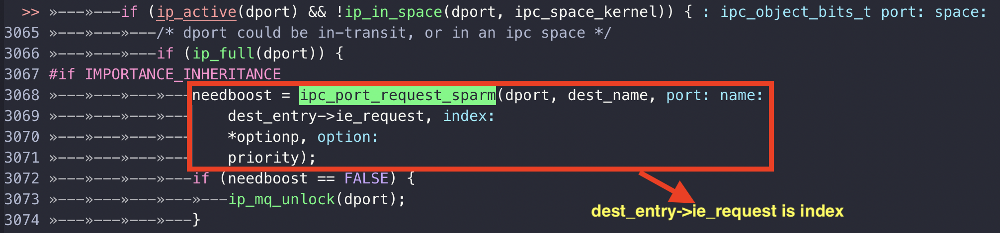 >> »———»———if (ip_active(dport) && !ip_in_space(dport, ipc_space_kernel)) { : ipc_object_bits_t port: space:
3065 »———»———»———/* dport could be in-transit, or in an ipc space */
3066 »———»———»———if (ip_full(dport)) {
3067 #if IMPORTANCE_INHERITANCE
3068 »———»———»———»———needboost = ipc_port_request_sparm(dport, dest_name, port: name:
3069 »———»———»———»———    dest_entry->ie_request, index:
3070 »———»———»———»———    *optionp, option:
3071 »———»———»———»———    priority);
3072 »———»———»———»———if (needboost == FALSE) {
3073 »———»———»———»———»———ip_mq_unlock(dport);
dest_entry->ie_request is index
3074 »———»———»———»———}